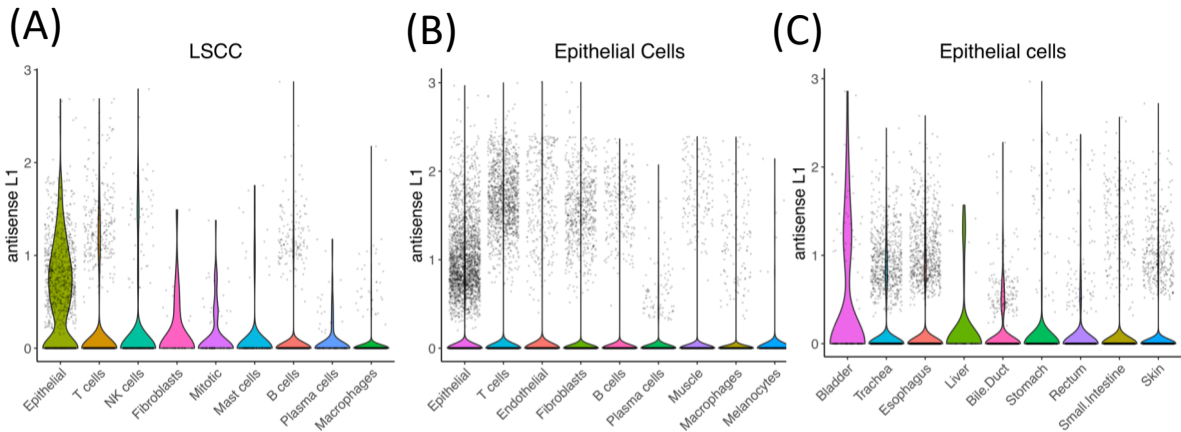 (A)
LSCC
antisense L1
3
2
1
0
Epithelial
T cells
NK cells
Fibroblasts
Mitotic
Mast cells
B cells
Plasma cells
Macrophages
(B)
Epithelial Cells
antisense L1
3
2
1
0
Epithelial
T cells
Endothelial
Fibroblasts
B cells
Plasma cells
Muscle
Macrophages
Melanocytes
(C)
Epithelial cells
antisense L1
3
2
1
0
Bladder
Trachea
Esophagus
Liver
Bile.Duct
Stomach
Rectum
Small.Intestine
Skin